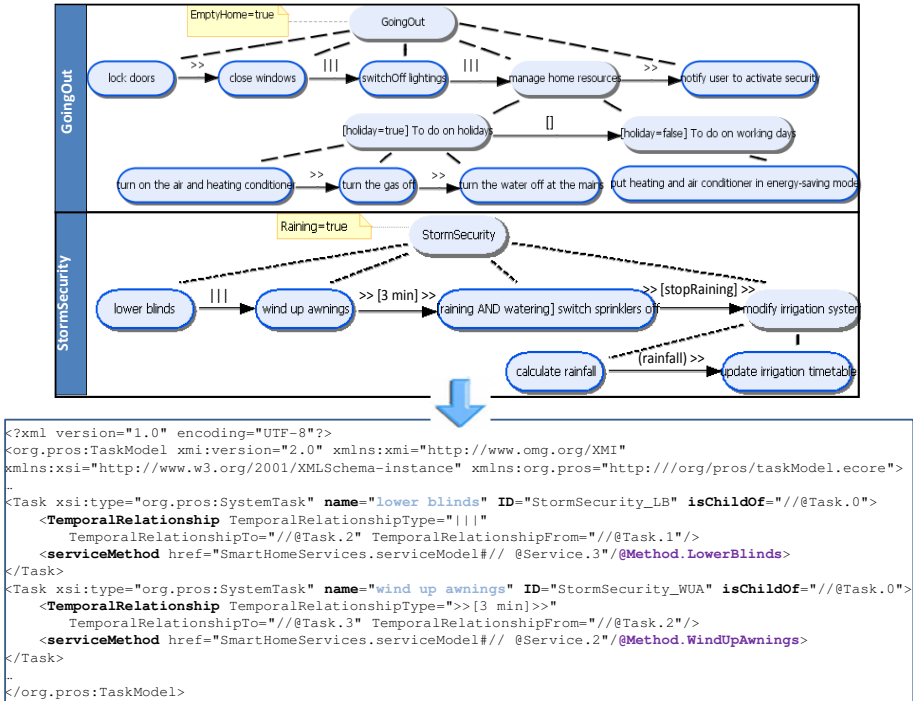 EmptyHome=true
GoingOut
GoingOut
lock doors
>>
close windows
|||
switchOff lightings
|||
manage home resources
>>
notify user to activate security
[holiday=true] To do on holidays
[]
[holiday=false] To do on working days
turn on the air and heating conditioner
>>
turn the gas off
>>
turn the water off at the mains
put heating and air conditioner in energy-saving mode
StormSecurity
Raining=true
StormSecurity
lower blinds
|||
wind up awnings
>> [3 min] >>
[raining AND watering] switch sprinklers off
>> [stopRaining] >>
modify irrigation system
calculate rainfall
(rainfall) >>
update irrigation timetable
<?xml version="1.0" encoding="UTF-8"?>
<org.pros:TaskModel xmi:version="2.0" xmlns:xmi="http://www.omg.org/XMI"
xmlns:xsi="http://www.w3.org/2001/XMLSchema-instance" xmlns:org.pros="http:///org/pros/taskModel.ecore">
…
<Task xsi:type="org.pros:SystemTask" name="lower blinds" ID="StormSecurity_LB" isChildOf="//@Task.0">
<TemporalRelationship TemporalRelationshipType="|||"
TemporalRelationshipTo="//@Task.2" TemporalRelationshipFrom="//@Task.1"/>
<serviceMethod href="SmartHomeServices.serviceModel#// @Service.3"/@Method.LowerBlinds>
</Task>
<Task xsi:type="org.pros:SystemTask" name="wind up awnings" ID="StormSecurity_WUA" isChildOf="//@Task.0">
<TemporalRelationship TemporalRelationshipType=">>[3 min]>>"
TemporalRelationshipTo="//@Task.3" TemporalRelationshipFrom="//@Task.2"/>
<serviceMethod href="SmartHomeServices.serviceModel#// @Service.2"/@Method.WindUpAwnings>
</Task>
…
</org.pros:TaskModel>